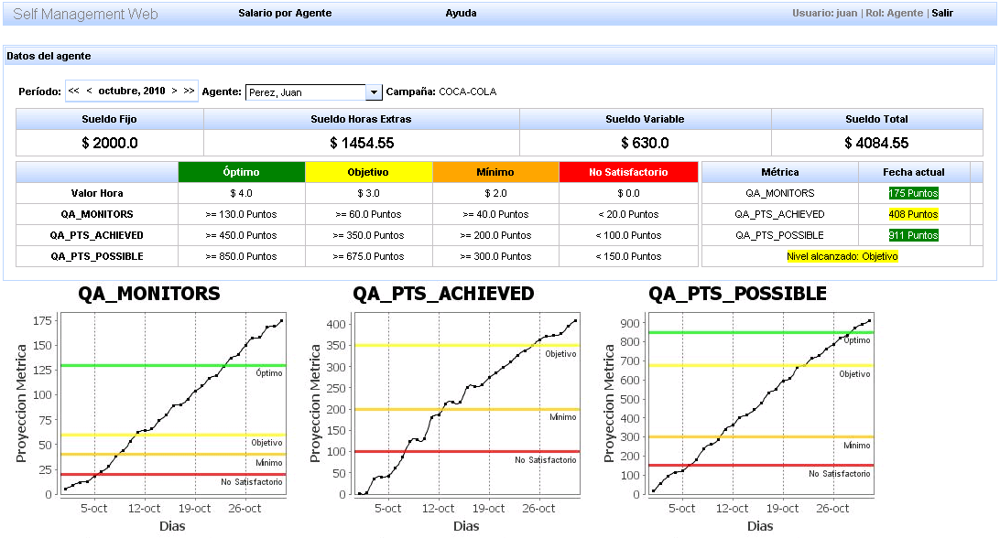 Self Management Web Salario por Agente Ayuda Usuario: juan | Rol: Agente | Salir
Datos del agente
Período: << < octubre, 2010 > >> Agente: Perez, Juan Campaña: COCA-COLA
Sueldo Fijo Sueldo Horas Extras Sueldo Variable Sueldo Total
$ 2000.0 $ 1454.55 $ 630.0 $ 4084.55
Óptimo Objetivo Mínimo No Satisfactorio Métrica Fecha actual
Valor Hora $ 4.0 $ 3.0 $ 2.0 $ 0.0 QA_MONITORS 175 Puntos
QA_MONITORS >= 130.0 Puntos >= 60.0 Puntos >= 40.0 Puntos < 20.0 Puntos QA_PTS_ACHIEVED 408 Puntos
QA_PTS_ACHIEVED >= 450.0 Puntos >= 350.0 Puntos >= 200.0 Puntos < 100.0 Puntos QA_PTS_POSSIBLE 911 Puntos
QA_PTS_POSSIBLE >= 850.0 Puntos >= 675.0 Puntos >= 300.0 Puntos < 150.0 Puntos Nivel alcanzado: Objetivo
QA_MONITORS
Proyeccion Metrica
175
150
125
100
75
50
25
0
Óptimo
Objetivo
Mínimo
No Satisfactorio
5-oct 12-oct 19-oct 26-oct
Dias
QA_PTS_ACHIEVED
Proyeccion Metrica
400
350
300
250
200
150
100
50
0
Objetivo
Mínimo
No Satisfactorio
5-oct 12-oct 19-oct 26-oct
Dias
QA_PTS_POSSIBLE
Proyeccion Metrica
900
800
700
600
500
400
300
200
100
0
Óptimo
Objetivo
Mínimo
No Satisfactorio
5-oct 12-oct 19-oct 26-oct
Dias